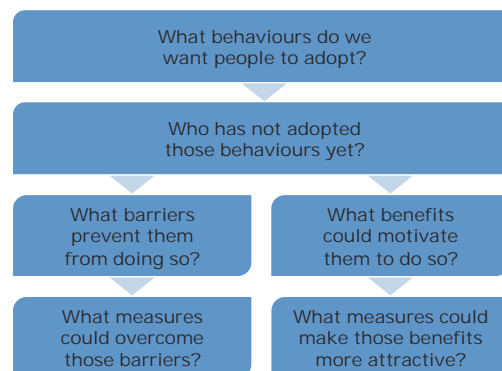 What behaviours do we
want people to adopt?
Who has not adopted
those behaviours yet?
What barriers
prevent them
from doing so?
What benefits
could motivate
them to do so?
What measures
could overcome
those barriers?
What measures could
make those benefits
more attractive?